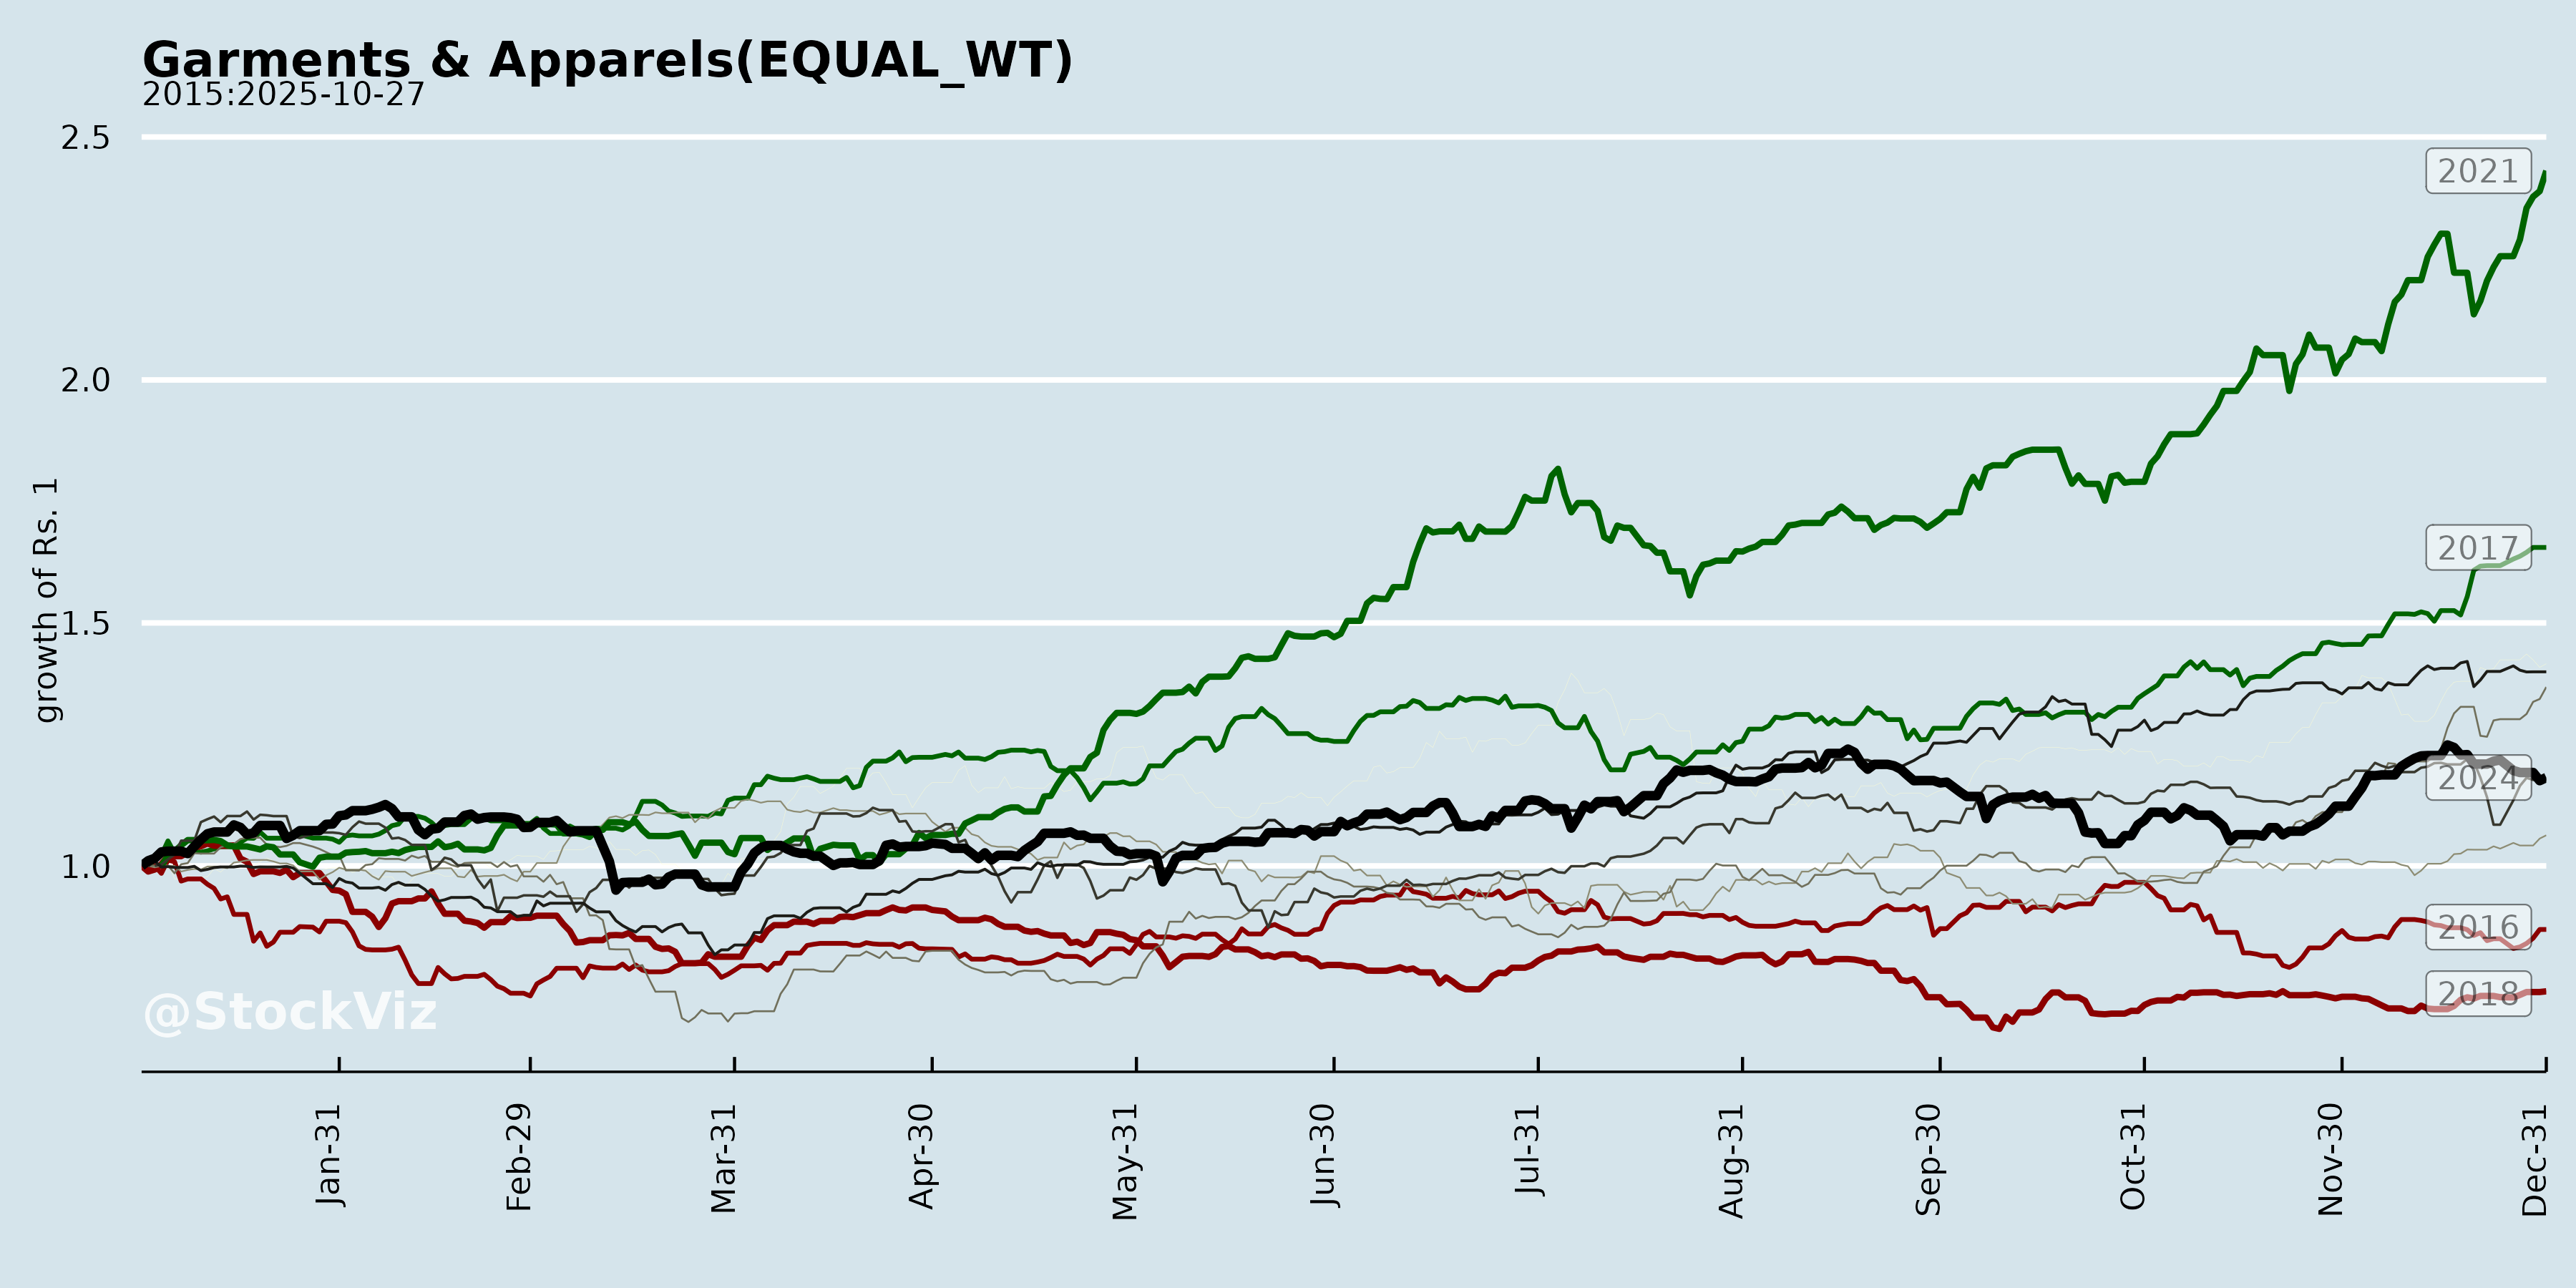 Garments & Apparels(EQUAL_WT)
2015:2025-10-27
growth of Rs. 1
2.5
2.0
1.5
1.0
2021
2017
2024
2016
2018
@StockViz
Jan-31
Feb-29
Mar-31
Apr-30
May-31
Jun-30
Jul-31
Aug-31
Sep-30
Oct-31
Nov-30
Dec-31